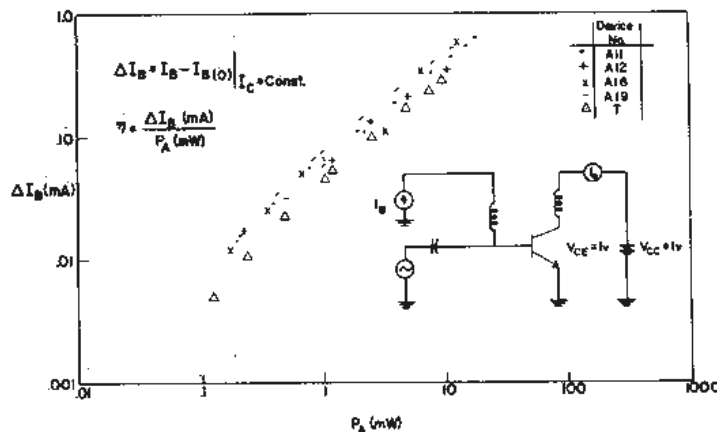 1.0
Device
No.
ΔI_B = I_B - I_B(O) | I_C = Const.
A11
+ A12
x A16
- A19
△ T
η = ΔI_B (mA) / P_A (mW)
.10
ΔI_B (mA)
I_B
V_CE = 1v
V_CC = 1v
.01
.001
.01
.1
1.0
10
100
1000
P_A (mW)